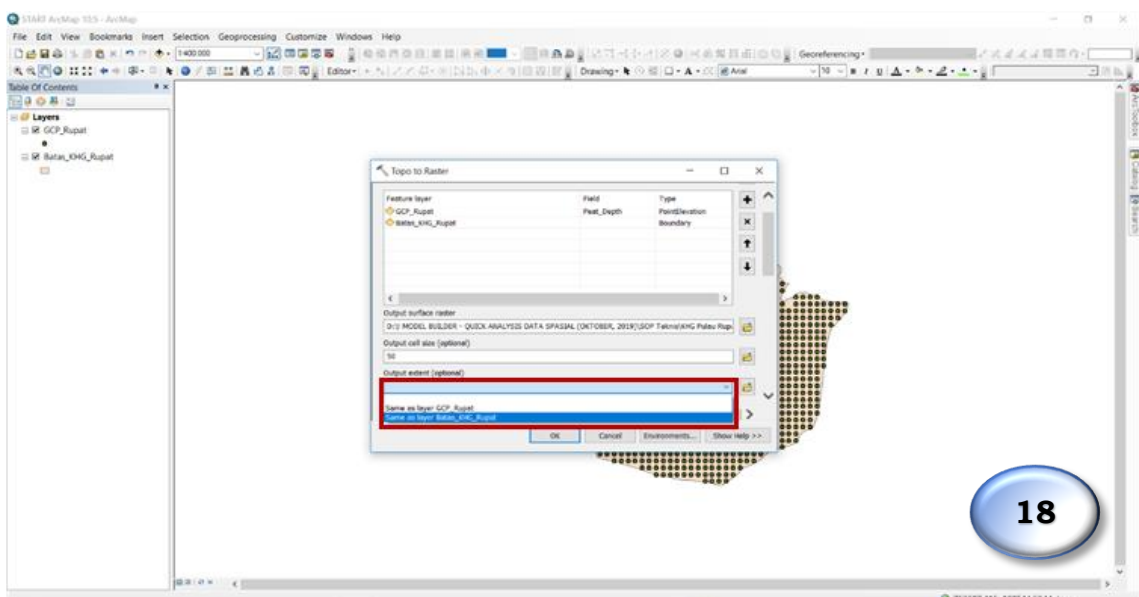 START ArcMap 10.5 - ArcMap
File Edit View Bookmarks Insert Selection Geoprocessing Customize Windows Help
1:400 000
Georeferencing
Editor
Drawing
Arial
10
B I U A
Table Of Contents
Layers
GCP_Rupat
Batas_KHG_Rupat
ArcToolbox
Catalog
Search
Topo to Raster
Feature layer Field Type
GCP_Rupat Peat_Depth PointElevation
Batas_KHG_Rupat Boundary
Output surface raster
MODEL BUILDER - QUICK ANALYSIS DATA SPASIAL (OKTOBER, 2019)\SOP Teknis\KHG Pulau Rup
Output cell size (optional)
50
Output extent (optional)
Same as layer GCP_Rupat
Same as layer Batas_KHG_Rupat
OK Cancel Environments... Show Help >>
18